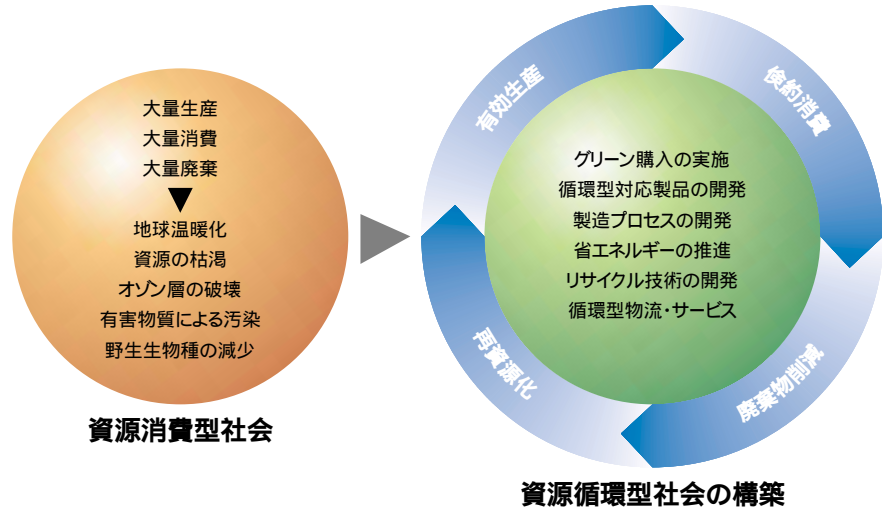 大量生産
大量消費
大量廃棄
地球温暖化
資源の枯渇
オゾン層の破壊
有害物質による汚染
野生生物種の減少
資源消費型社会
有効生産
倹約消費
廃棄物削減
再資源化
グリーン購入の実施
循環型対応製品の開発
製造プロセスの開発
省エネルギーの推進
リサイクル技術の開発
循環型物流・サービス
資源循環型社会の構築